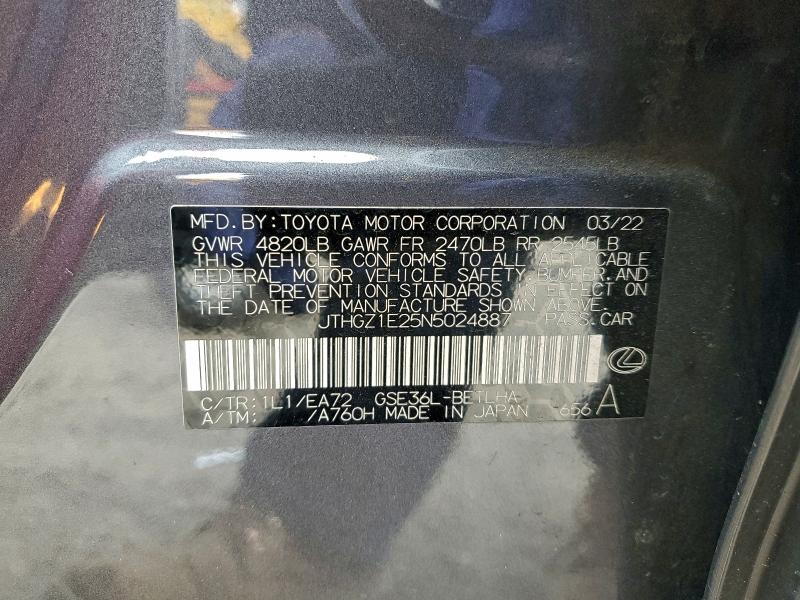 MFD.BY:TOYOTA MOTOR CORPORATION 03/22
GVWR 4820LB GAWR FR 2470LB RR 2545LB
THIS VEHICLE CONFORMS TO ALL APPLICABLE
FEDERAL MOTOR VEHICLE SAFETY,BUMPER,AND
THEFT PREVENTION STANDARDS IN EFFECT ON
THE DATE OF MANUFACTURE SHOWN ABOVE.
JTHGZ1E25N5024887 PASS.CAR
C/TR:1L1/EA72 GSE36L-BETLHA
A/TM: /A760H MADE IN JAPAN 656 A